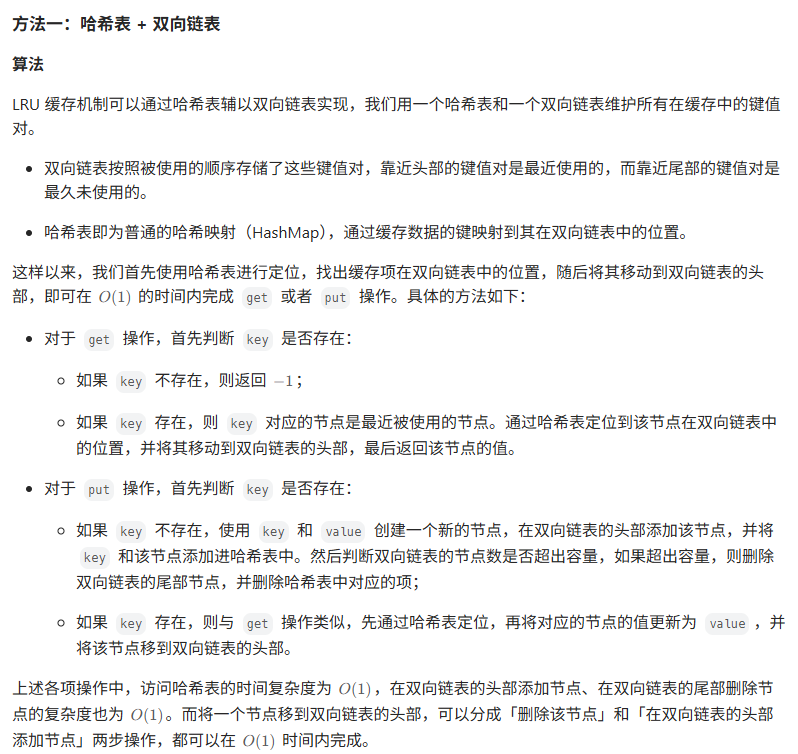 方法一：哈希表 + 双向链表
算法
LRU 缓存机制可以通过哈希表辅以双向链表实现，我们用一个哈希表和一个双向链表维护所有在缓存中的键值
对。
• 双向链表按照被使用的顺序存储了这些键值对，靠近头部的键值对是最近使用的，而靠近尾部的键值对是
最久未使用的。
• 哈希表即为普通的哈希映射（HashMap），通过缓存数据的键映射到其在双向链表中的位置。
这样以来，我们首先使用哈希表进行定位，找出缓存项在双向链表中的位置，随后将其移动到双向链表的头
部，即可在 O(1) 的时间内完成 get 或者 put 操作。具体的方法如下：
• 对于 get 操作，首先判断 key 是否存在：
○ 如果 key 不存在，则返回 −1；
○ 如果 key 存在，则 key 对应的节点是最近被使用的节点。通过哈希表定位到该节点在双向链表中
的位置，并将其移动到双向链表的头部，最后返回该节点的值。
• 对于 put 操作，首先判断 key 是否存在：
○ 如果 key 不存在，使用 key 和 value 创建一个新的节点，在双向链表的头部添加该节点，并将
key 和该节点添加进哈希表中。然后判断双向链表的节点数是否超出容量，如果超出容量，则删除
双向链表的尾部节点，并删除哈希表中对应的项；
○ 如果 key 存在，则与 get 操作类似，先通过哈希表定位，再将对应的节点的值更新为 value ，并
将该节点移到双向链表的头部。
上述各项操作中，访问哈希表的时间复杂度为 O(1)，在双向链表的头部添加节点、在双向链表的尾部删除节
点的复杂度也为 O(1)。而将一个节点移到双向链表的头部，可以分成「删除该节点」和「在双向链表的头部
添加节点」两步操作，都可以在 O(1) 时间内完成。